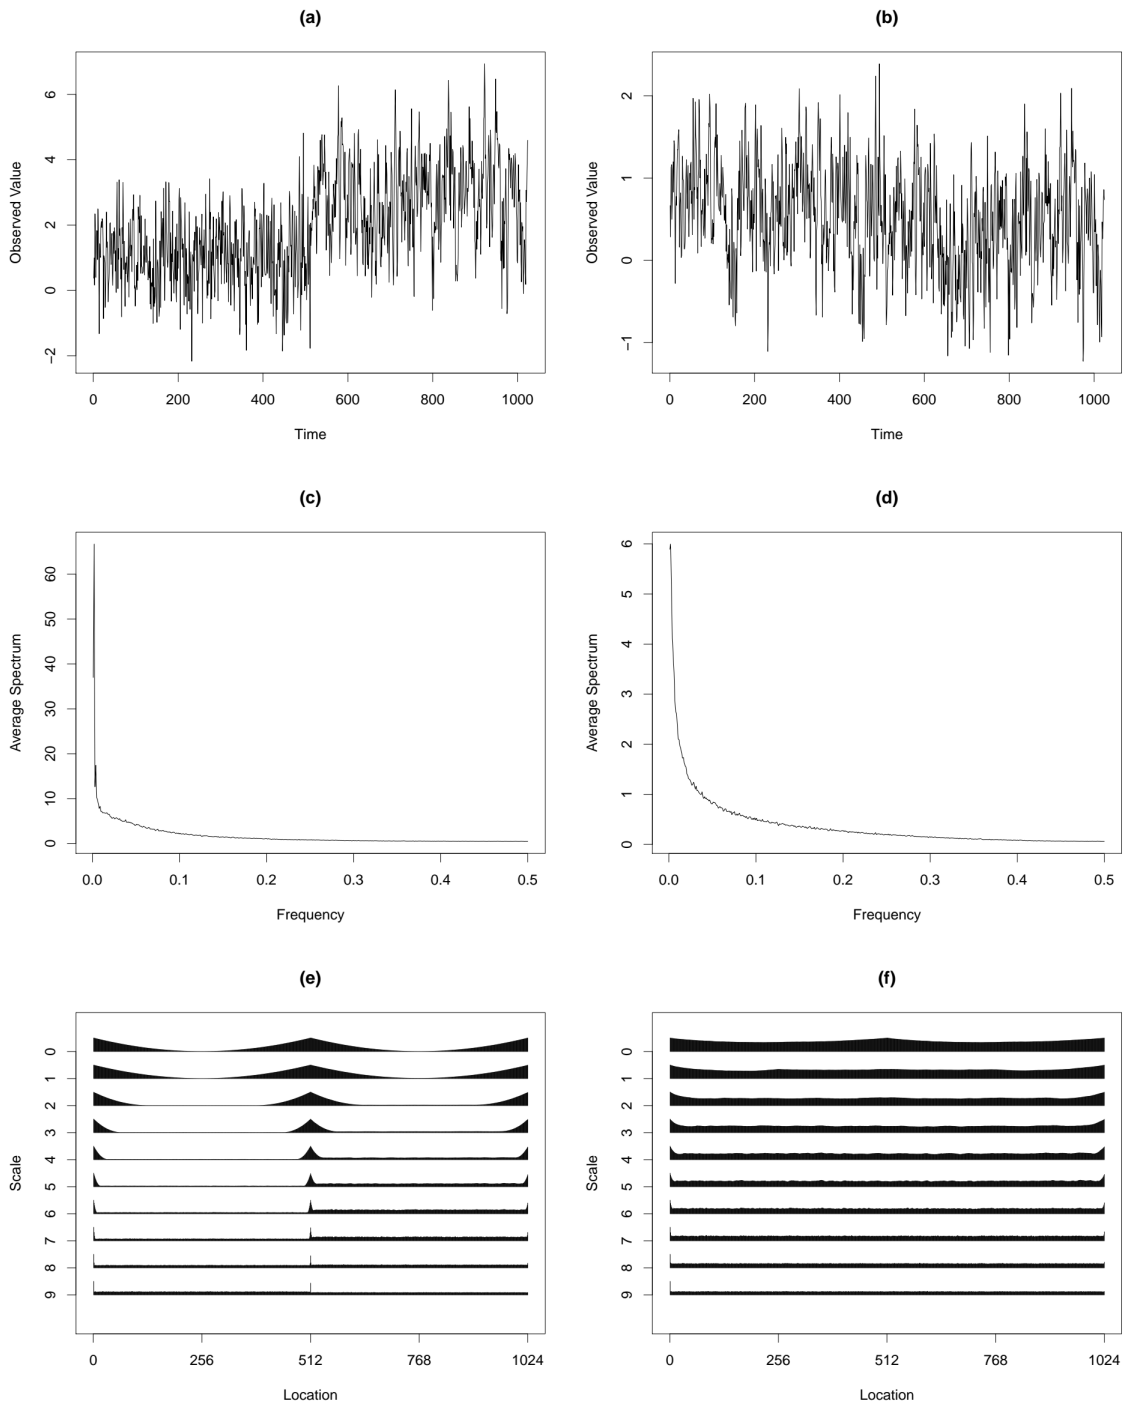 (a)
Observed Value
6
4
2
0
−2
0 200 400 600 800 1000
Time
(b)
Observed Value
2
1
0
−1
0 200 400 600 800 1000
Time
(c)
Average Spectrum
60
50
40
30
20
10
0
0.0 0.1 0.2 0.3 0.4 0.5
Frequency
(d)
Average Spectrum
6
5
4
3
2
1
0
0.0 0.1 0.2 0.3 0.4 0.5
Frequency
(e)
Scale
0
1
2
3
4
5
6
7
8
9
0 256 512 768 1024
Location
(f)
Scale
0
1
2
3
4
5
6
7
8
9
0 256 512 768 1024
Location